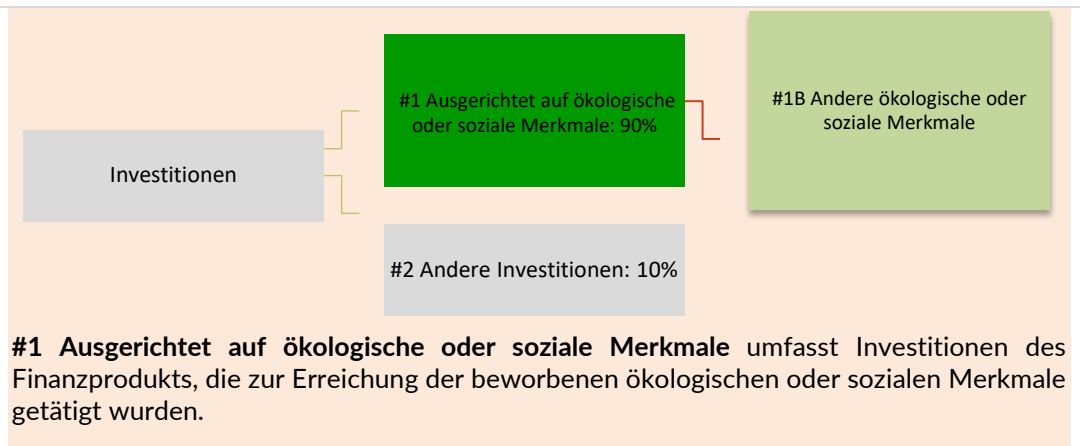 #1 Ausgerichtet auf ökologische
oder soziale Merkmale: 90%
#1B Andere ökologische oder
soziale Merkmale
Investitionen
#2 Andere Investitionen: 10%
#1 Ausgerichtet auf ökologische oder soziale Merkmale umfasst Investitionen des
Finanzprodukts, die zur Erreichung der beworbenen ökologischen oder sozialen Merkmale
getätigt wurden.